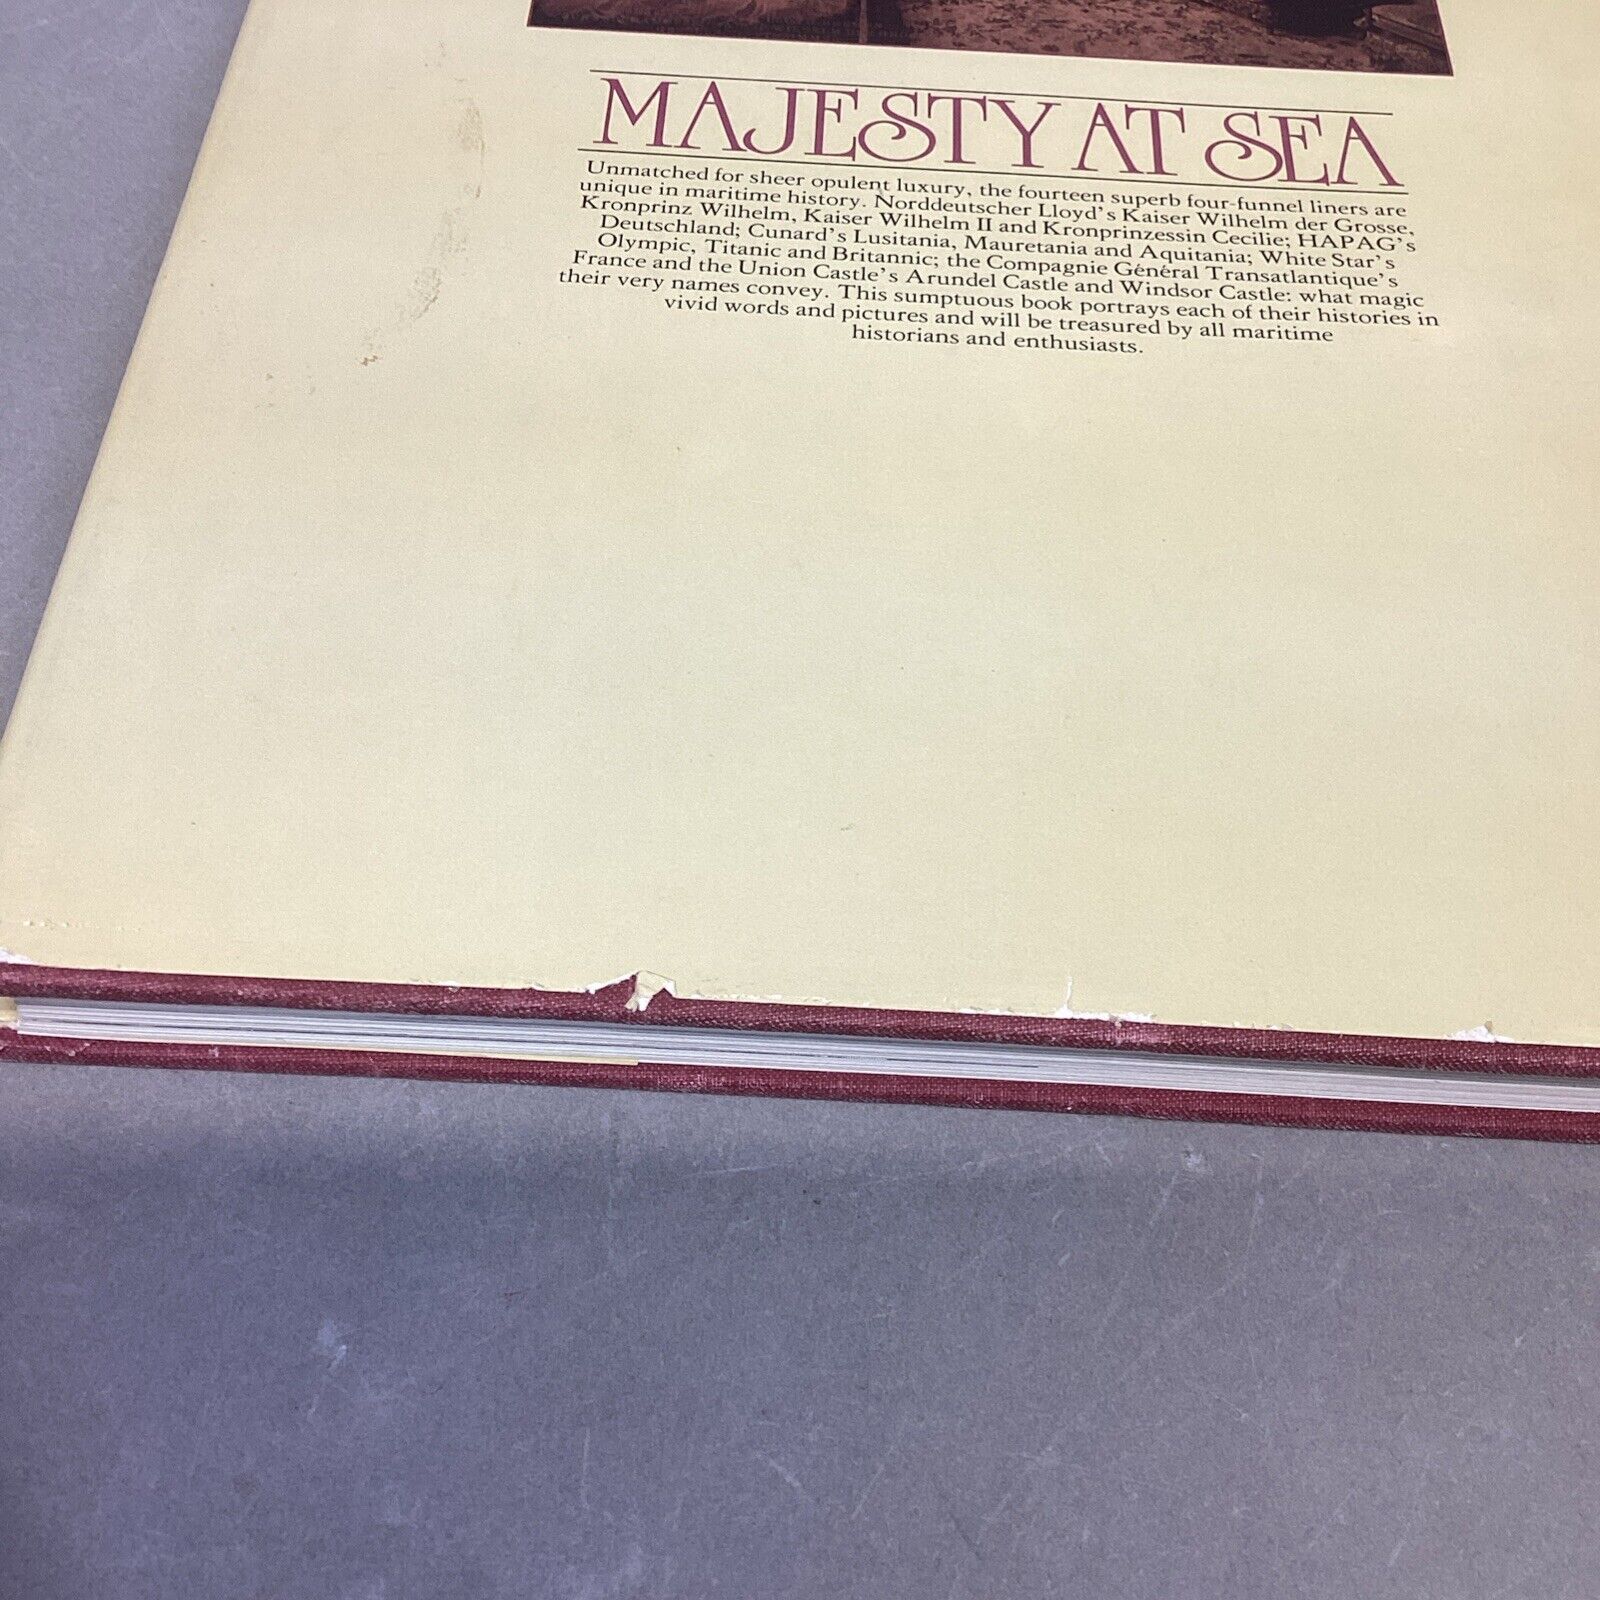 MAJESTY AT SEA
Unmatched for sheer opulent luxury, the fourteen superb four-funnel liners are
unique in maritime history. Norddeutscher Lloyd's Kaiser Wilhelm der Grosse,
Kronprinz Wilhelm, Kaiser Wilhelm II and Kronprinzessin Cecilie; HAPAG's
Deutschland; Cunard's Lusitania, Mauretania and Aquitania; White Star's
Olympic, Titanic and Britannic; the Compagnie Général Transatlantique's
France and the Union Castle's Arundel Castle and Windsor Castle: what magic
their very names convey. This sumptuous book portrays each of their histories in
vivid words and pictures and will be treasured by all maritime
historians and enthusiasts.